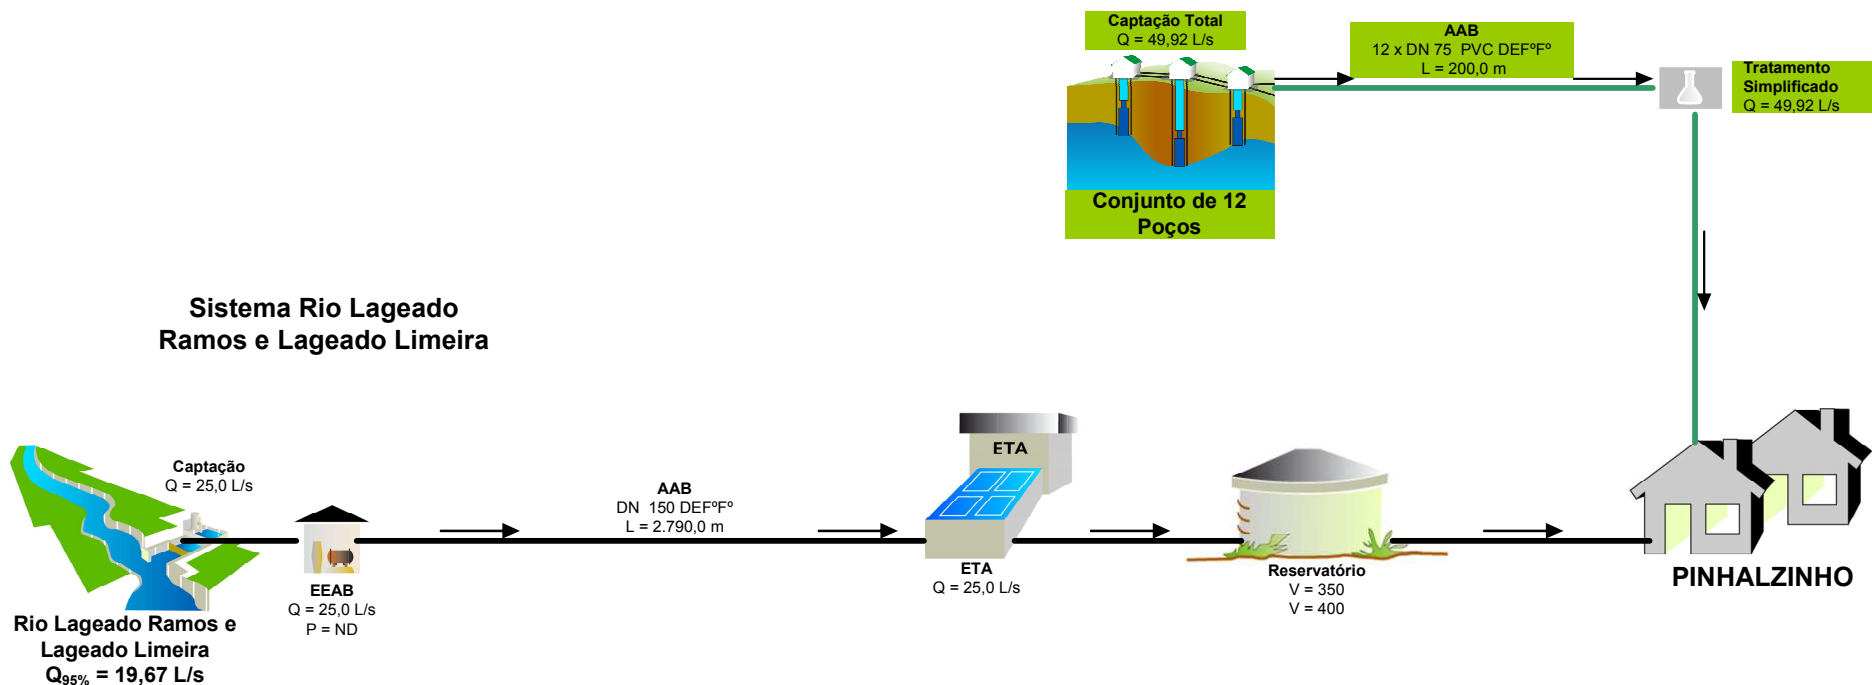 Captação Total
Q = 49,92 L/s
AAB
12 x DN 75 PVC DEFºFº
L = 200,0 m
Tratamento
Simplificado
Q = 49,92 L/s
Conjunto de 12
Poços
Sistema Rio Lageado
Ramos e Lageado Limeira
Captação
Q = 25,0 L/s
EEAB
Q = 25,0 L/s
P = ND
AAB
DN 150 DEFºFº
L = 2.790,0 m
ETA
ETA
Q = 25,0 L/s
Reservatório
V = 350
V = 400
PINHALZINHO
Rio Lageado Ramos e
Lageado Limeira
Q95% = 19,67 L/s